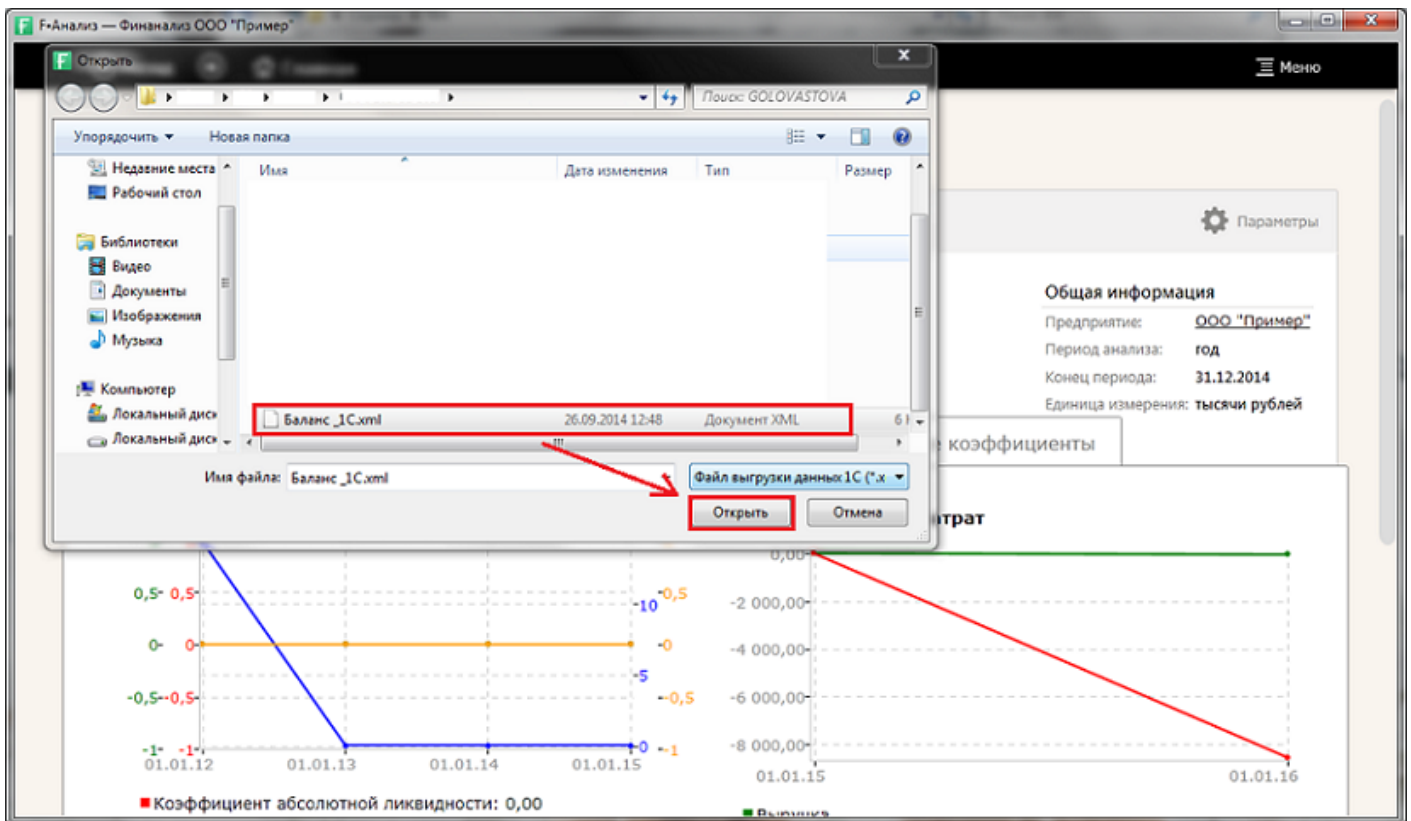 F•Анализ — Финанализ ООО "Пример"
Открыть
Меню
Поиск: GOLOVASTOVA
Упорядочить
Новая папка
Недавние места
Рабочий стол
Библиотеки
Видео
Документы
Изображения
Музыка
Компьютер
Локальный диск
Локальный диск
Имя
Дата изменения
Тип
Размер
Баланс _1C.xml
26.09.2014 12:48
Документ XML
6
Имя файла:
Баланс _1C.xml
Файл выгрузки данных 1С (*.x
Открыть
Отмена
Параметры
Общая информация
Предприятие: ООО "Пример"
Период анализа: год
Конец периода: 31.12.2014
Единица измерения: тысячи рублей
коэффициенты
трат
0,5 0,5
0 0
-0,5 -0,5
-1 -1
10
5
0
0,5
0
-0,5
-1
01.01.12 01.01.13 01.01.14 01.01.15
Коэффициент абсолютной ликвидности: 0,00
0,00
-2 000,00
-4 000,00
-6 000,00
-8 000,00
01.01.15 01.01.16
Выручка